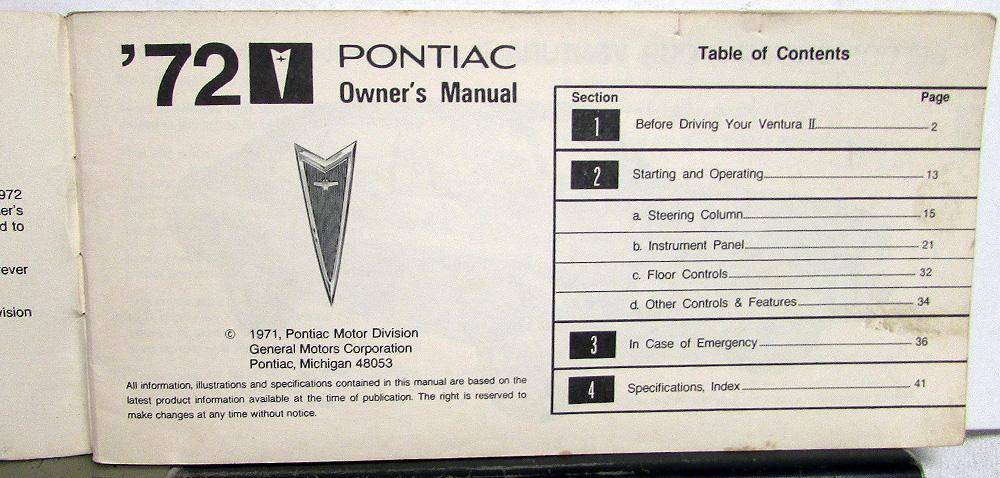 972
er's
d to
ever
ision
'72 PONTIAC
Owner's Manual
© 1971, Pontiac Motor Division
General Motors Corporation
Pontiac, Michigan 48053
All information, illustrations and specifications contained in this manual are based on the
latest product information available at the time of publication. The right is reserved to
make changes at any time without notice.
Table of Contents
Section Page
1 Before Driving Your Ventura II 2
2 Starting and Operating 13
a. Steering Column 15
b. Instrument Panel 21
c. Floor Controls 32
d. Other Controls & Features 34
3 In Case of Emergency 36
4 Specifications, Index 41